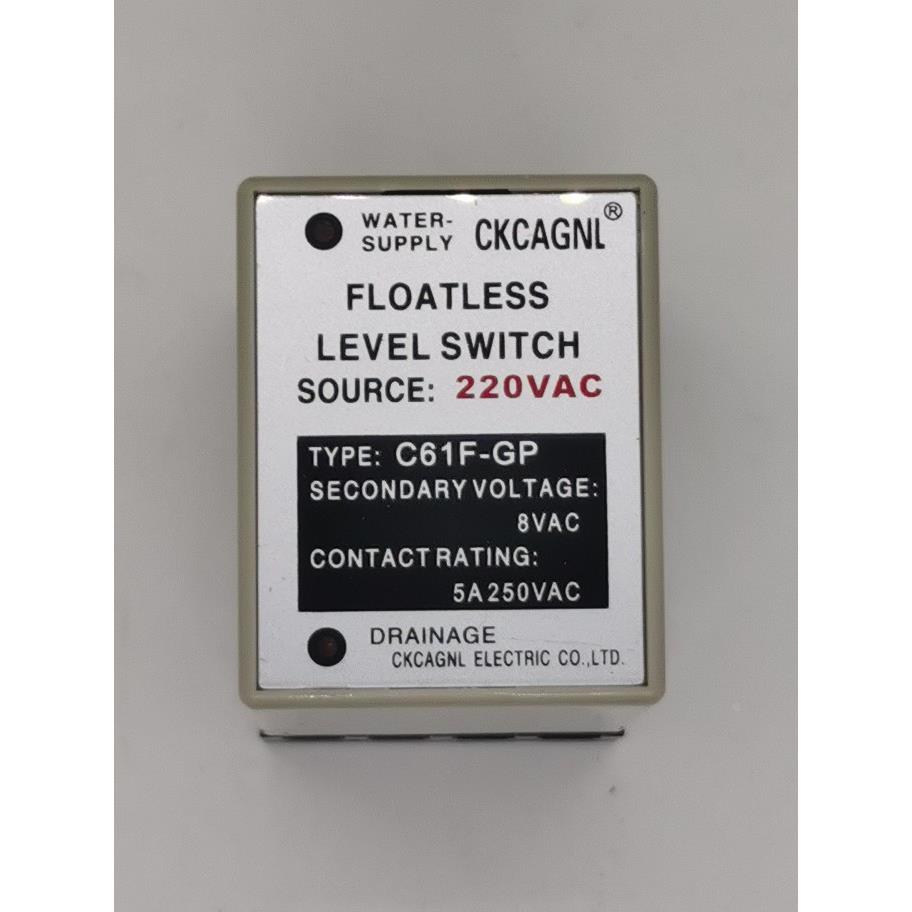 WATER-
SUPPLY
CKCAGNL®
FLOATLESS
LEVEL SWITCH
SOURCE: 220VAC
TYPE: C61F-GP
SECONDARY VOLTAGE:
8VAC
CONTACT RATING:
5A 250VAC
DRAINAGE
CKCAGNL ELECTRIC CO.,LTD.